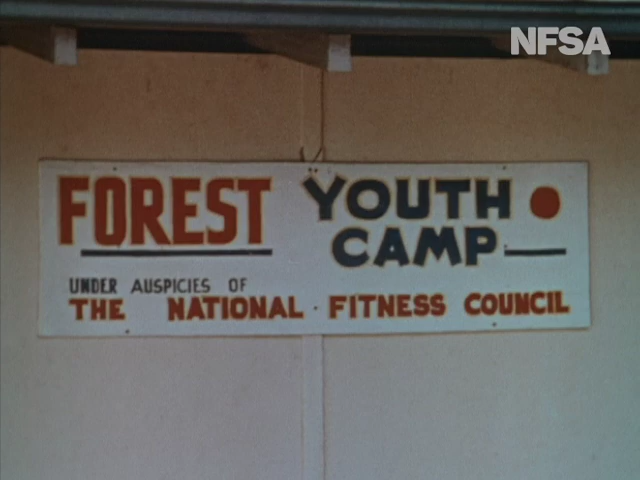 NFSA
FOREST YOUTH
CAMP
UNDER AUSPICIES OF
THE NATIONAL FITNESS COUNCIL